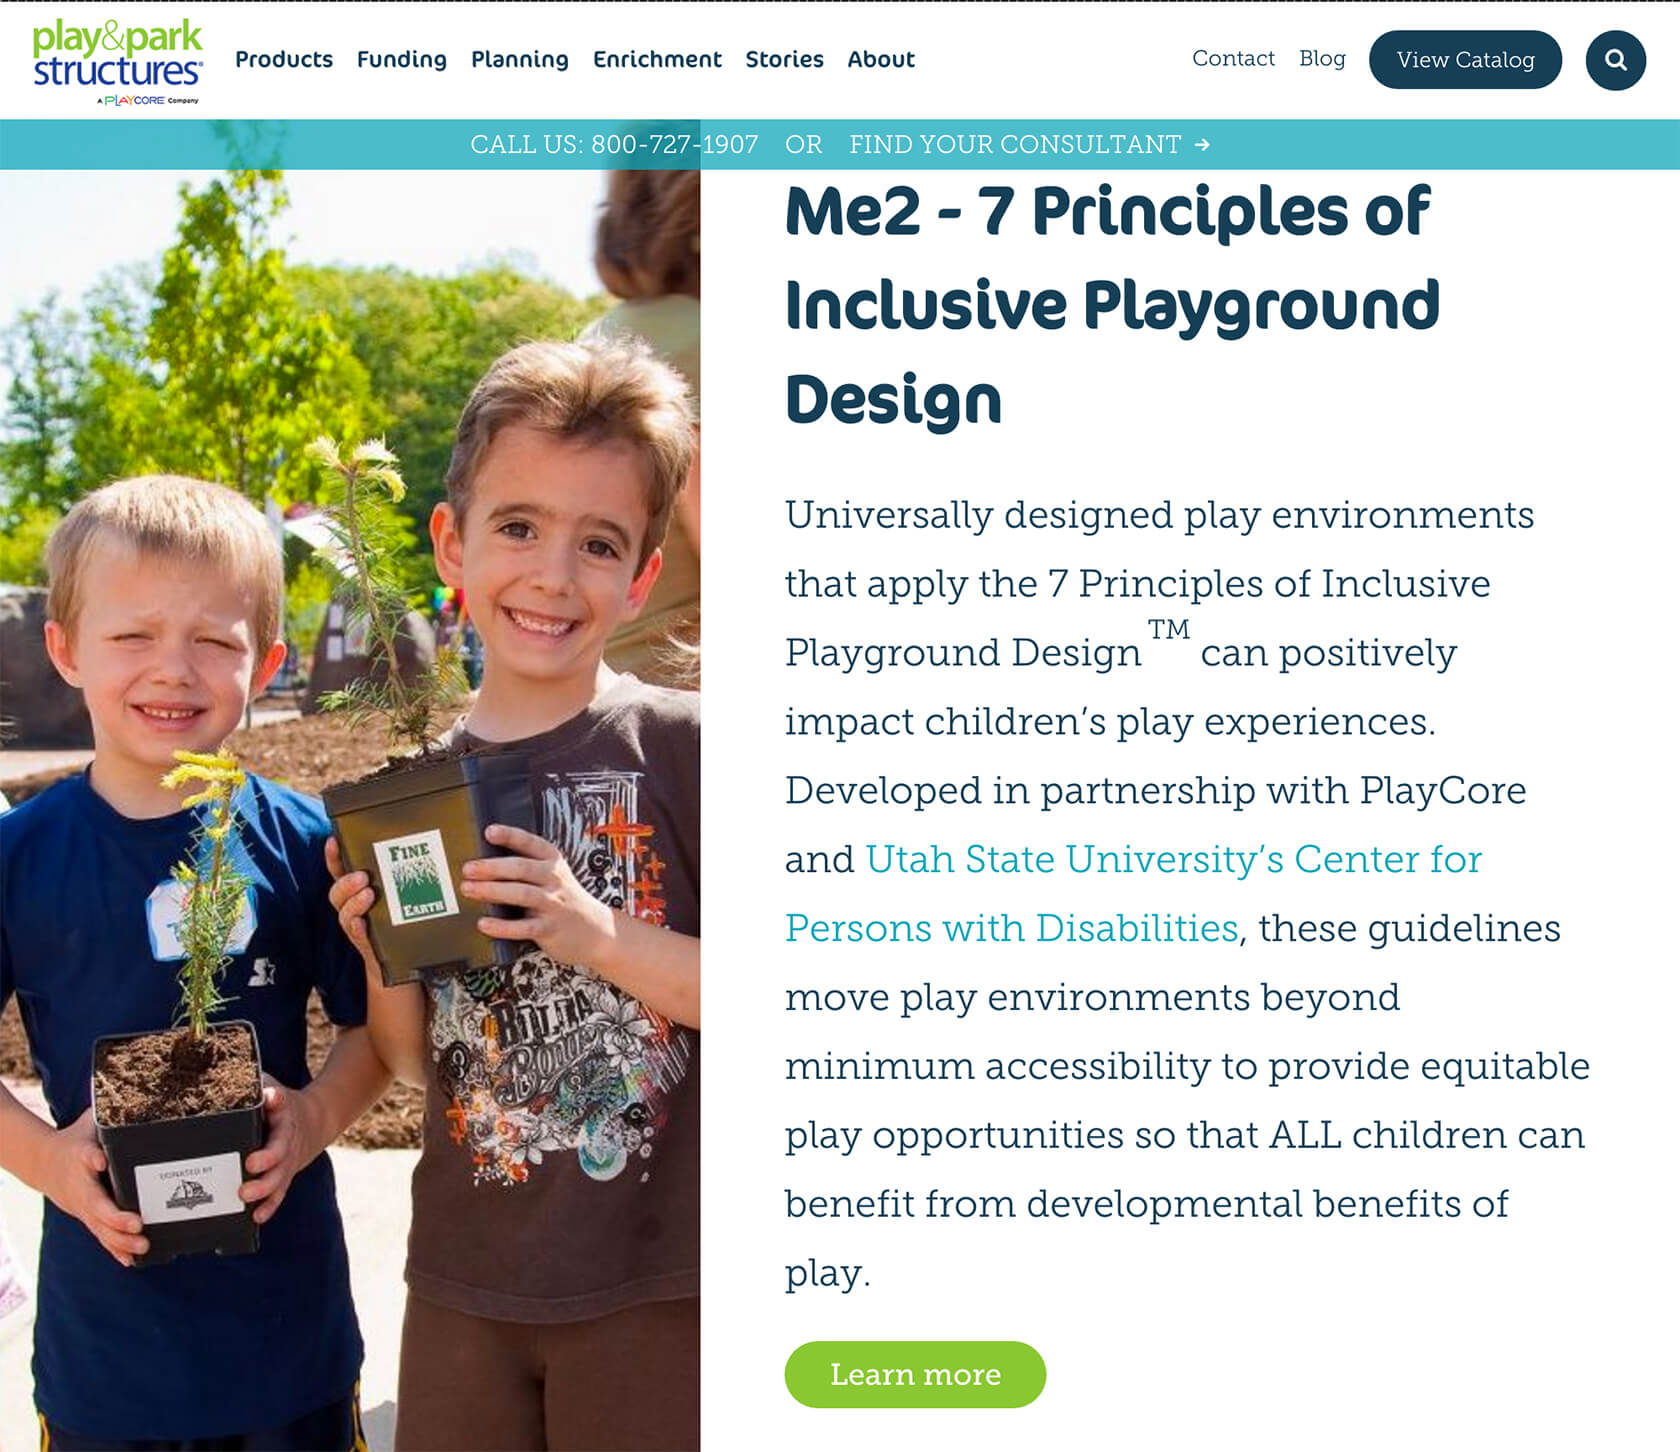 play&park
structures®
A PLAYCORE Company
Products Funding Planning Enrichment Stories About
Contact Blog View Catalog
CALL US: 800-727-1907 OR FIND YOUR CONSULTANT →
Me2 - 7 Principles of
Inclusive Playground
Design
Universally designed play environments
that apply the 7 Principles of Inclusive
Playground Design™ can positively
impact children’s play experiences.
Developed in partnership with PlayCore
and Utah State University’s Center for
Persons with Disabilities, these guidelines
move play environments beyond
minimum accessibility to provide equitable
play opportunities so that ALL children can
benefit from developmental benefits of
play.
Learn more
FINE
EARTH
BILLA
DONATED BY